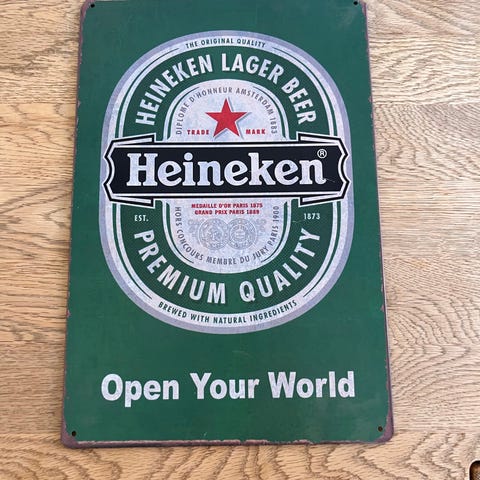 THE ORIGINAL QUALITY
HEINEKEN LAGER BEER
DIPLOME D'HONNEUR AMSTERDAM 1883
TRADE MARK
Heineken®
MEDAILLE D'OR PARIS 1875
GRAND PRIX PARIS 1889
EST. 1873
HORS CONCOURS MEMBRE DU JURY PARIS 1900
PREMIUM QUALITY
BREWED WITH NATURAL INGREDIENTS
Open Your World